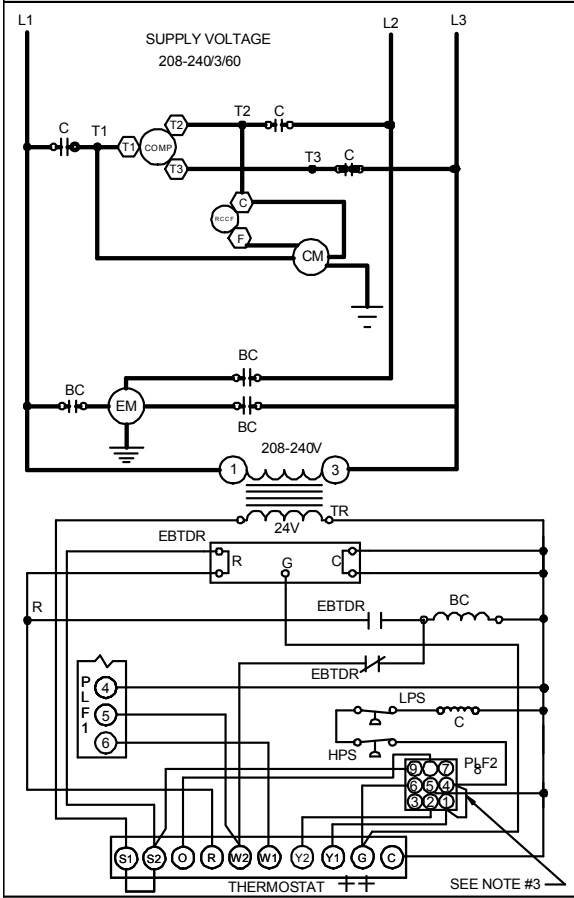 L1 L2 L3
SUPPLY VOLTAGE
208-240/3/60
T2 C
C T1 T1 COMP T2
T3 T3 C
C
RCCF
F
CM
BC
BC EM
BC
208-240V
1 3
TR
24V
EBTDR
R G C
R EBTDR BC
EBTDR
PLF1
4
5
6
LPS
C
HPS
9 8 7 PLF2
6 5 4
3 2 1
S1 S2 O R W2 W1 Y2 Y1 G C
THERMOSTAT
SEE NOTE #3